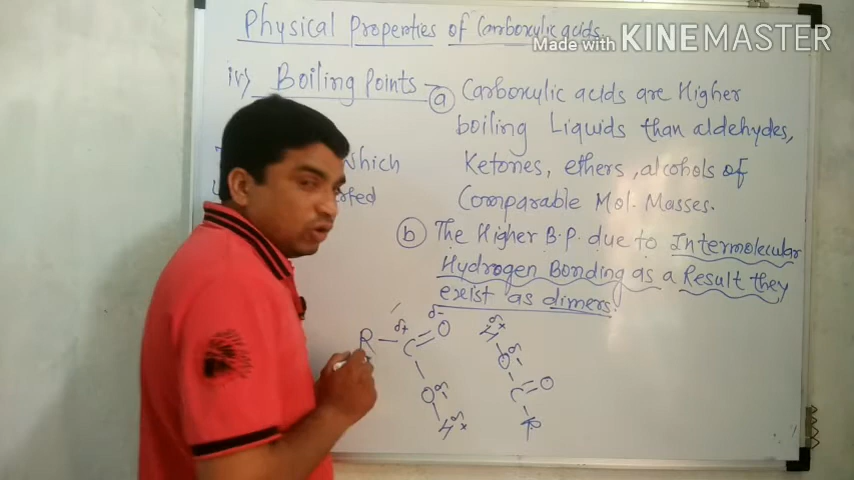 Physical Properties of Carboxylic acids.
Made with KINEMASTER
iv) Boiling Points - (a) Carboxylic acids are Higher
boiling Liquids than aldehydes,
which Ketones, ethers, alcohols of
Comparable Mol. Masses.
(b) The Higher B.P. due to Intermolecular
Hydrogen Bonding as a Result they
exeist as dimers.
δ+ δ- δ+
R - C = O H
O δ- O δ-
H δ+ C = O
R